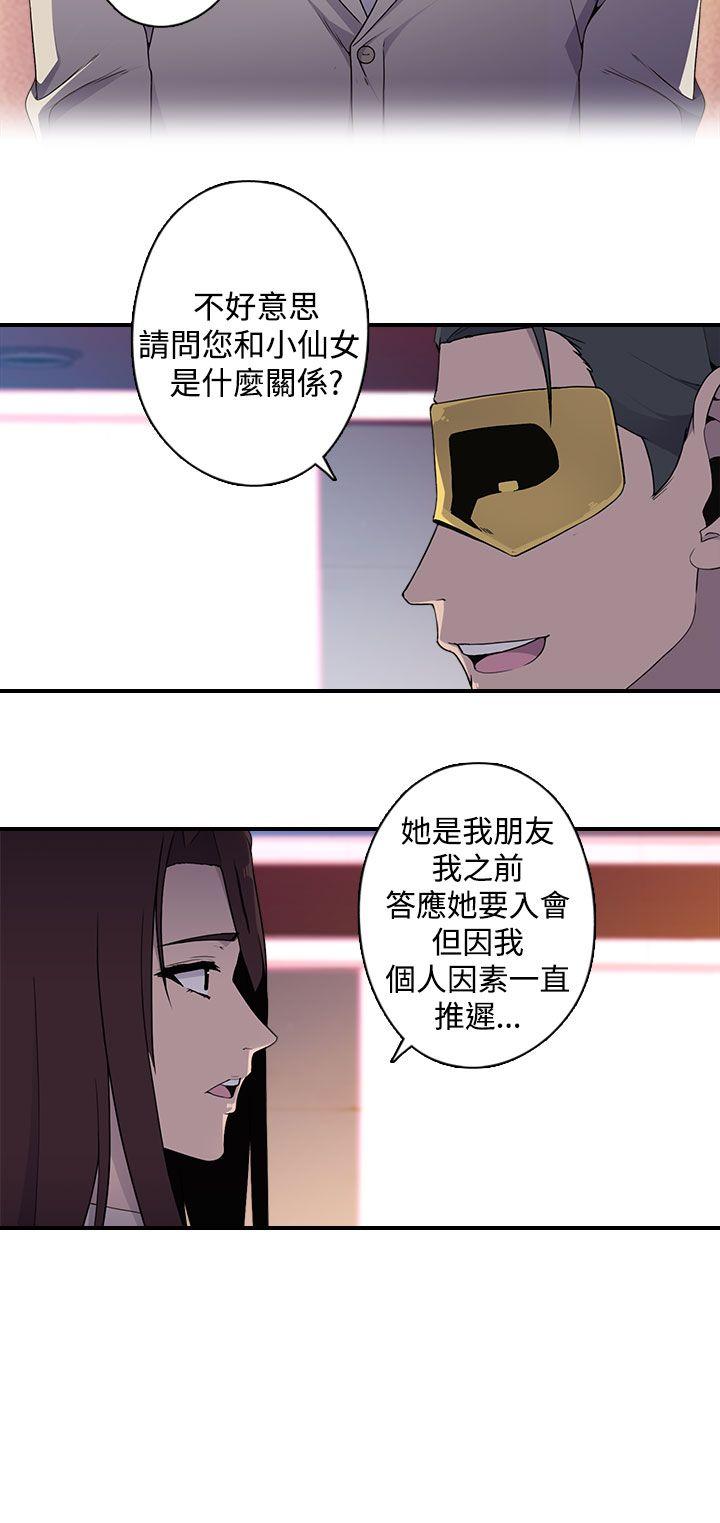 不好意思
請問您和小仙女
是什麼關係?
她是我朋友
我之前
答應她要入會
但因我
個人因素一直
推遲...